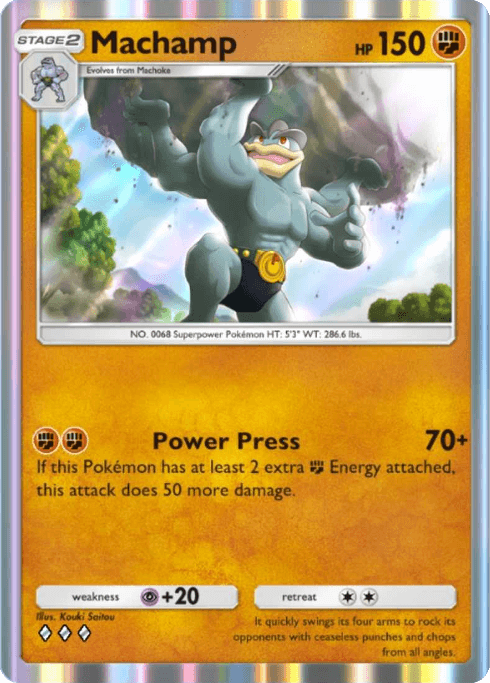 STAGE2 Machamp HP 150
Evolves from Machoke
NO. 0068 Superpower Pokémon HT: 5'3" WT: 286.6 lbs.
Power Press 70+
If this Pokémon has at least 2 extra Energy attached,
this attack does 50 more damage.
weakness +20 retreat
Illus. Kouki Saitou
It quickly swings its four arms to rock its
opponents with ceaseless punches and chops
from all angles.